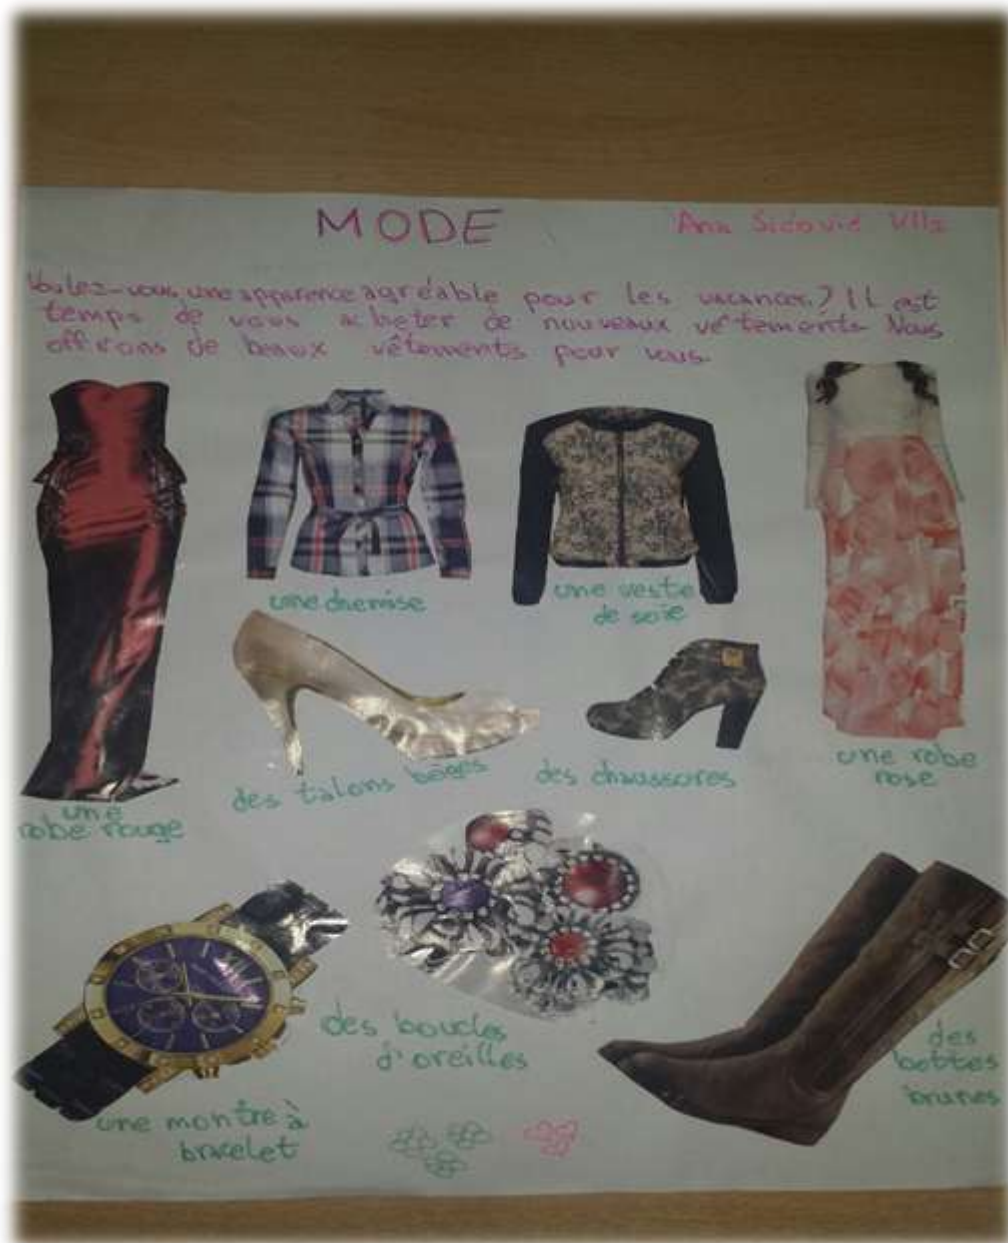 MODE
Ana Sidović VII2
Voulez-vous une apparence agréable pour les vacances? Il est
temps de vous acheter de nouveaux vêtements. Nous
offrons de beaux vêtements pour vous.
une chemise
une veste
de soie
des talons beges
des chaussures
une robe
rose
une
robe rouge
des boucles
d'oreilles
des
bottes
brunes
une montre à
bracelet